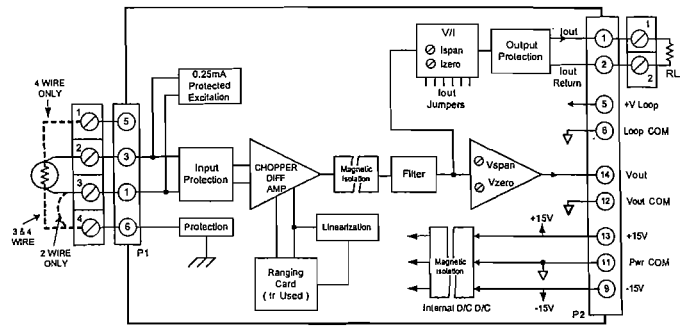 V/I
Ispan
Izero
Iout
Jumpers
Output
Protection
Iout
Iout
Return
1
2
1
2
RL
5
+V Loop
6
Loop COM
4 WIRE
ONLY
0.25mA
Protected
Excitation
1
2
3
4
5
3
1
6
P1
3 & 4
WIRE
2 WIRE
ONLY
Input
Protection
Protection
CHOPPER
DIFF
AMP
Magnetic
Isolation
Filter
Vspan
Vzero
14
Vout
12
Vout COM
Linearization
Ranging
Card
( If Used )
Magnetic
Isolation
Internal D/C D/C
+15V
-15V
13
+15V
11
Pwr COM
9
-15V
P2